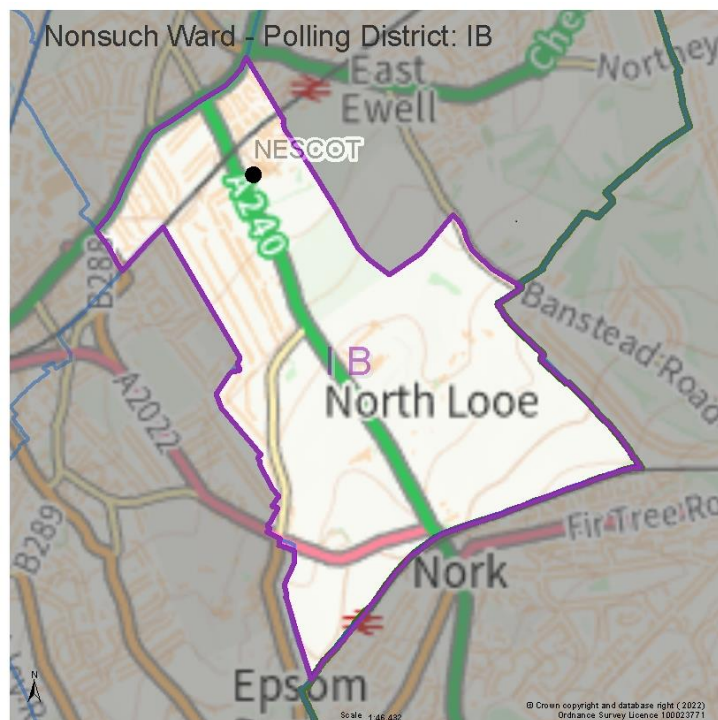 Nonsuch Ward - Polling District: IB
East
Ewell
Che
Northey
NESCOT
A240
B288
Banstead Road
I B
North Looe
A2022
B289
Fir Tree Ro
Nork
Epsom
N
Scale 1:46,432
© Crown copyright and database right ( 2022)
Ordnance Survey Licence 100023771